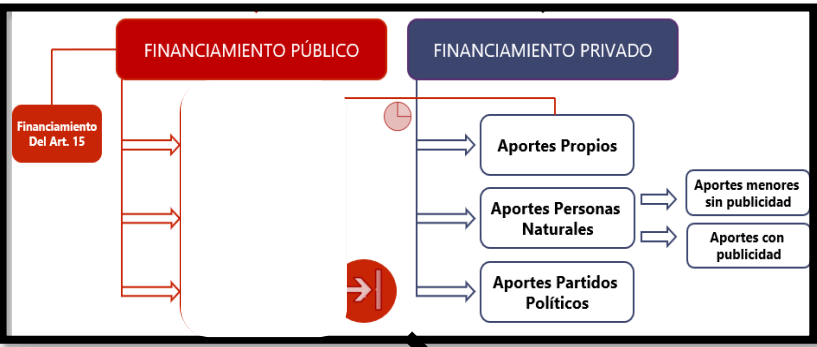 FINANCIAMIENTO PÚBLICO
FINANCIAMIENTO PRIVADO
Financiamiento
Del Art. 15
Aportes Propios
Aportes Personas
Naturales
Aportes menores
sin publicidad
Aportes con
publicidad
Aportes Partidos
Políticos